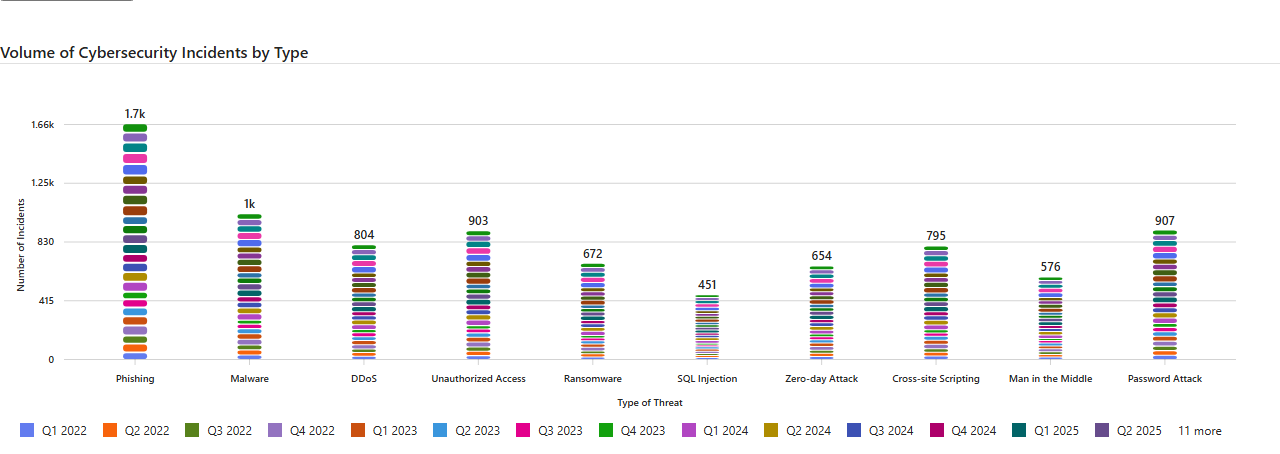 Volume of Cybersecurity Incidents by Type
1.7k
1.66k
1.25k
1k
907
903
830
804
795
672
654
576
451
415
0
Number of Incidents
Phishing Malware DDoS Unauthorized Access Ransomware SQL Injection Zero-day Attack Cross-site Scripting Man in the Middle Password Attack
Type of Threat
Q1 2022 Q2 2022 Q3 2022 Q4 2022 Q1 2023 Q2 2023 Q3 2023 Q4 2023 Q1 2024 Q2 2024 Q3 2024 Q4 2024 Q1 2025 Q2 2025 11 more